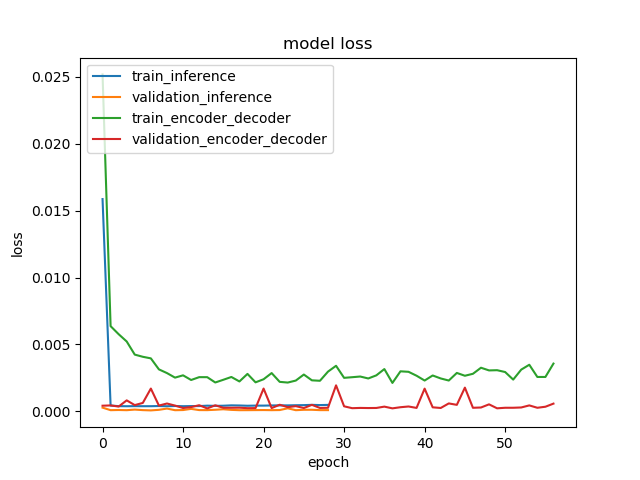 model loss
train_inference
validation_inference
train_encoder_decoder
validation_encoder_decoder
0.025
0.020
0.015
0.010
0.005
0.000
loss
0 10 20 30 40 50
epoch